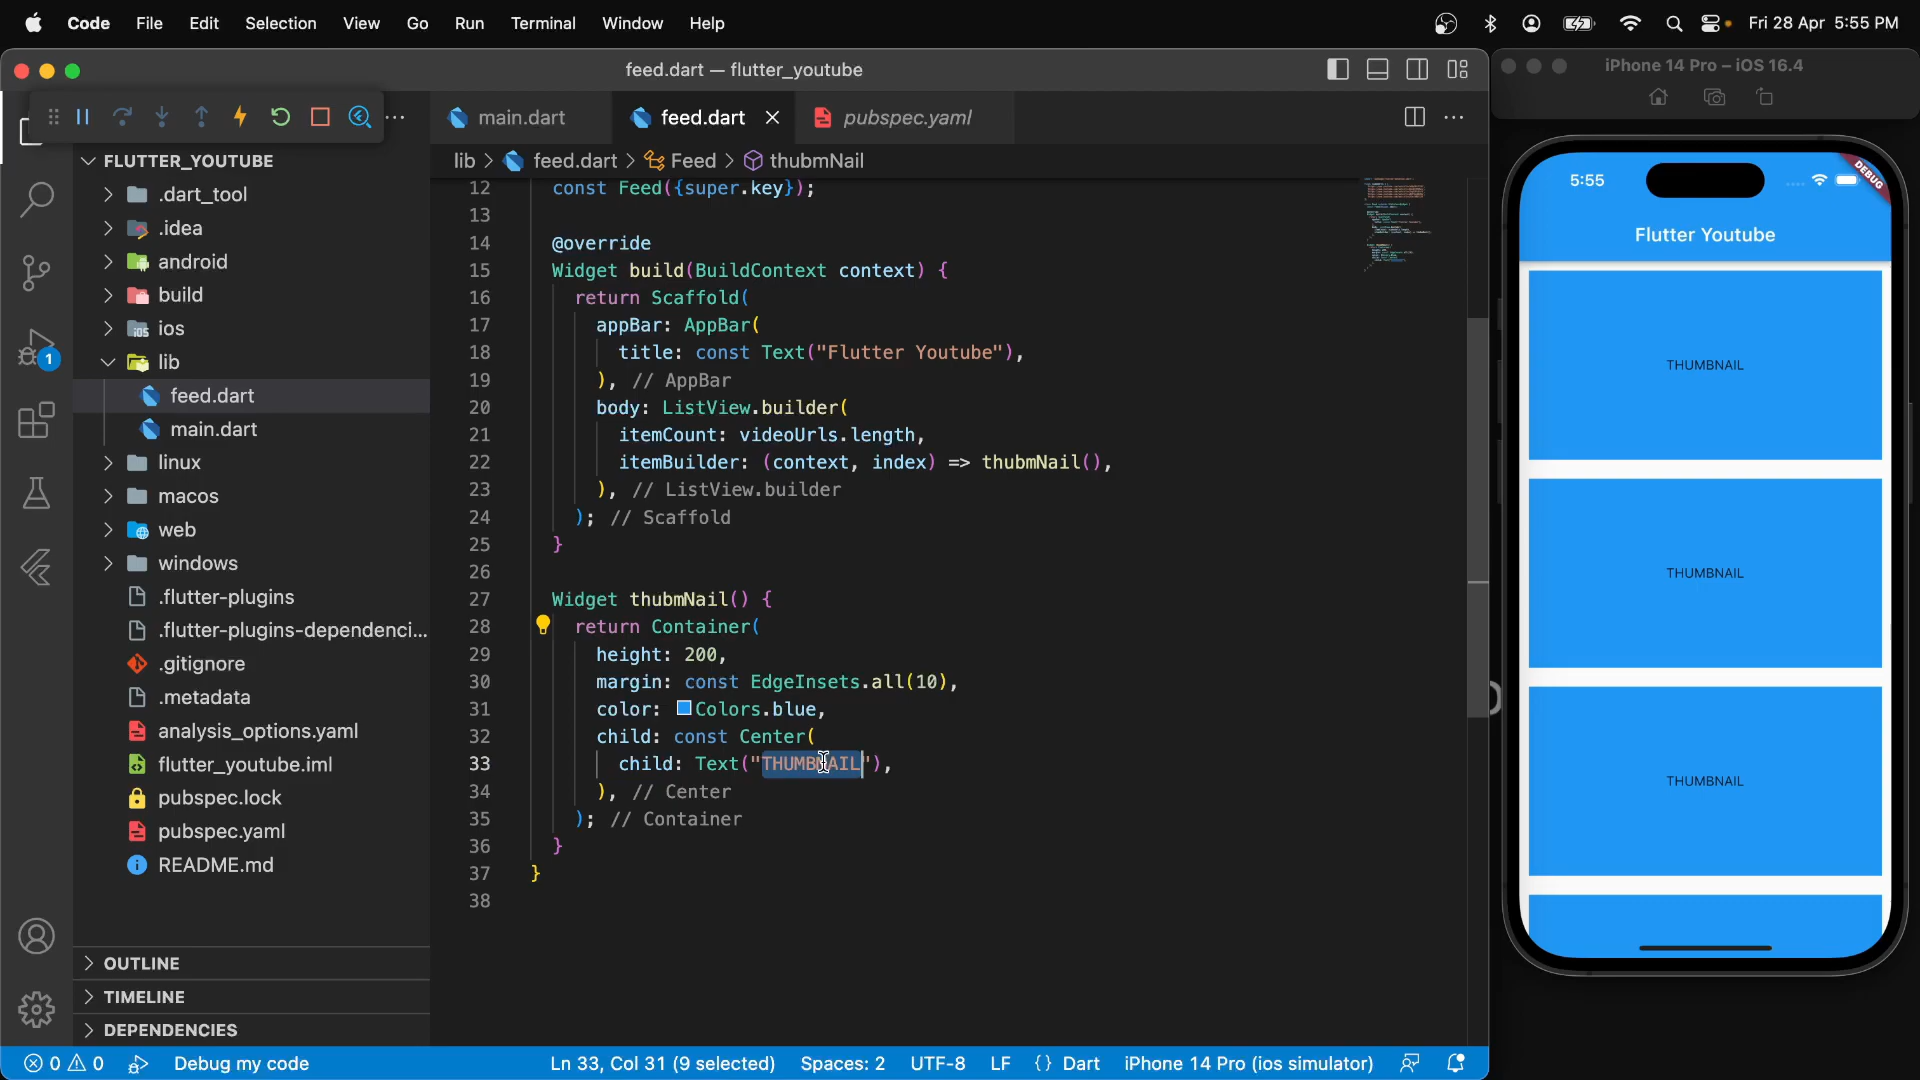 Code File Edit Selection View Go Run Terminal Window Help Fri 28 Apr 5:55 PM
feed.dart — flutter_youtube
iPhone 14 Pro – iOS 16.4
main.dart feed.dart pubspec.yaml
lib > feed.dart > Feed > thubmNail
FLUTTER_YOUTUBE
.dart_tool
.idea
android
build
ios
lib
feed.dart
main.dart
linux
macos
web
windows
.flutter-plugins
.flutter-plugins-dependenci...
.gitignore
.metadata
analysis_options.yaml
flutter_youtube.iml
pubspec.lock
pubspec.yaml
README.md
OUTLINE
TIMELINE
DEPENDENCIES
1
12 const Feed({super.key});
13
14 @override
15 Widget build(BuildContext context) {
16 return Scaffold(
17 appBar: AppBar(
18 title: const Text("Flutter Youtube"),
19 ), // AppBar
20 body: ListView.builder(
21 itemCount: videoUrls.length,
22 itemBuilder: (context, index) => thubmNail(),
23 ), // ListView.builder
24 ); // Scaffold
25 }
26
27 Widget thubmNail() {
28 return Container(
29 height: 200,
30 margin: const EdgeInsets.all(10),
31 color: Colors.blue,
32 child: const Center(
33 child: Text("THUMBNAIL"),
34 ), // Center
35 ); // Container
36 }
37 }
38
5:55
DEBUG
Flutter Youtube
THUMBNAIL
THUMBNAIL
THUMBNAIL
0 0 Debug my code Ln 33, Col 31 (9 selected) Spaces: 2 UTF-8 LF {} Dart iPhone 14 Pro (ios simulator)